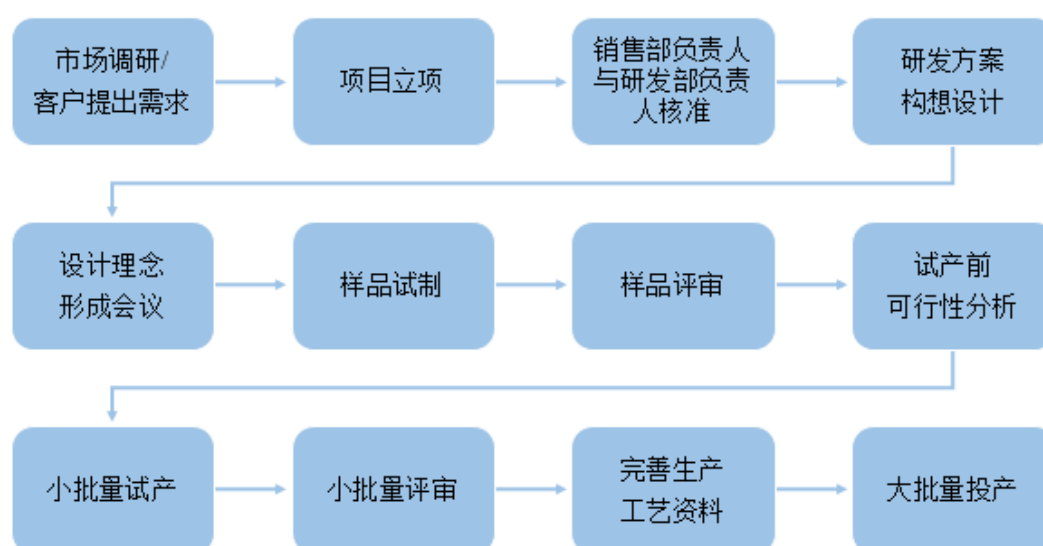 市场调研/
客户提出需求
项目立项
销售部负责人
与研发部负责
人核准
研发方案
构想设计
设计理念
形成会议
样品试制
样品评审
试产前
可行性分析
小批量试产
小批量评审
完善生产
工艺资料
大批量投产